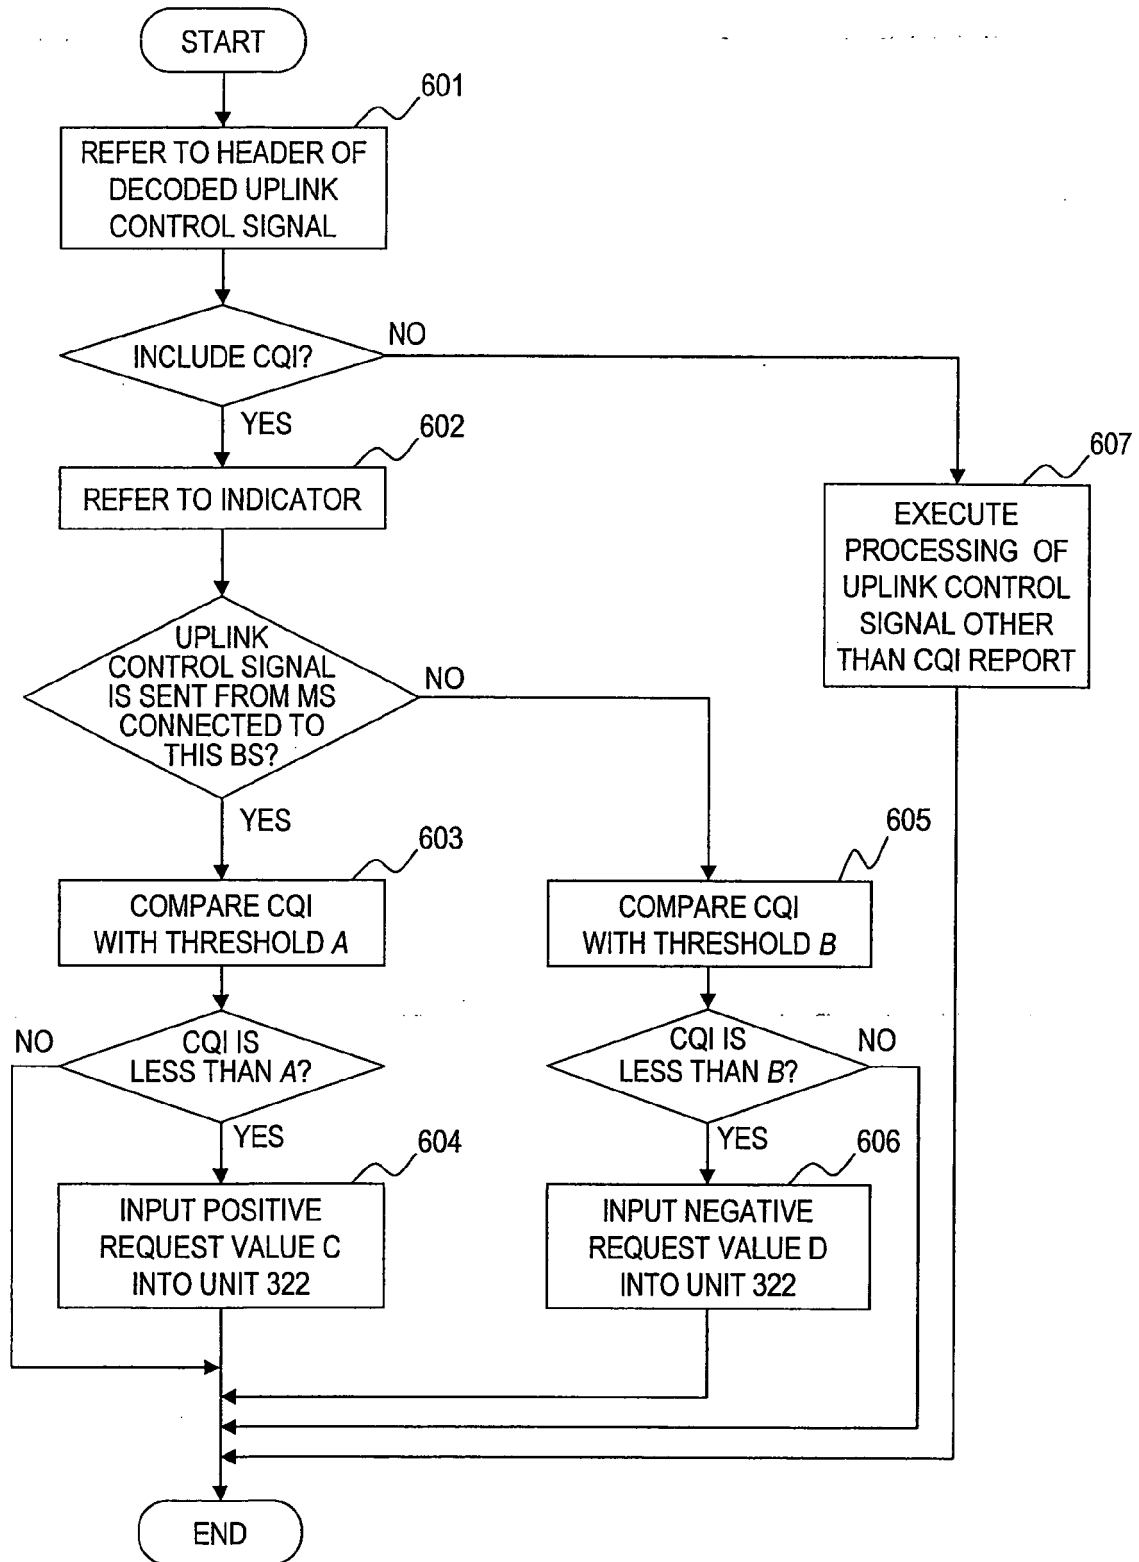 START
601
REFER TO HEADER OF
DECODED UPLINK
CONTROL SIGNAL
INCLUDE CQI?
NO
YES
602
REFER TO INDICATOR
607
EXECUTE
PROCESSING OF
UPLINK CONTROL
SIGNAL OTHER
THAN CQI REPORT
UPLINK
CONTROL SIGNAL
IS SENT FROM MS
CONNECTED TO
THIS BS?
NO
YES
603
COMPARE CQI
WITH THRESHOLD A
605
COMPARE CQI
WITH THRESHOLD B
NO
CQI IS
LESS THAN A?
YES
CQI IS
LESS THAN B?
NO
YES
604
INPUT POSITIVE
REQUEST VALUE C
INTO UNIT 322
606
INPUT NEGATIVE
REQUEST VALUE D
INTO UNIT 322
END